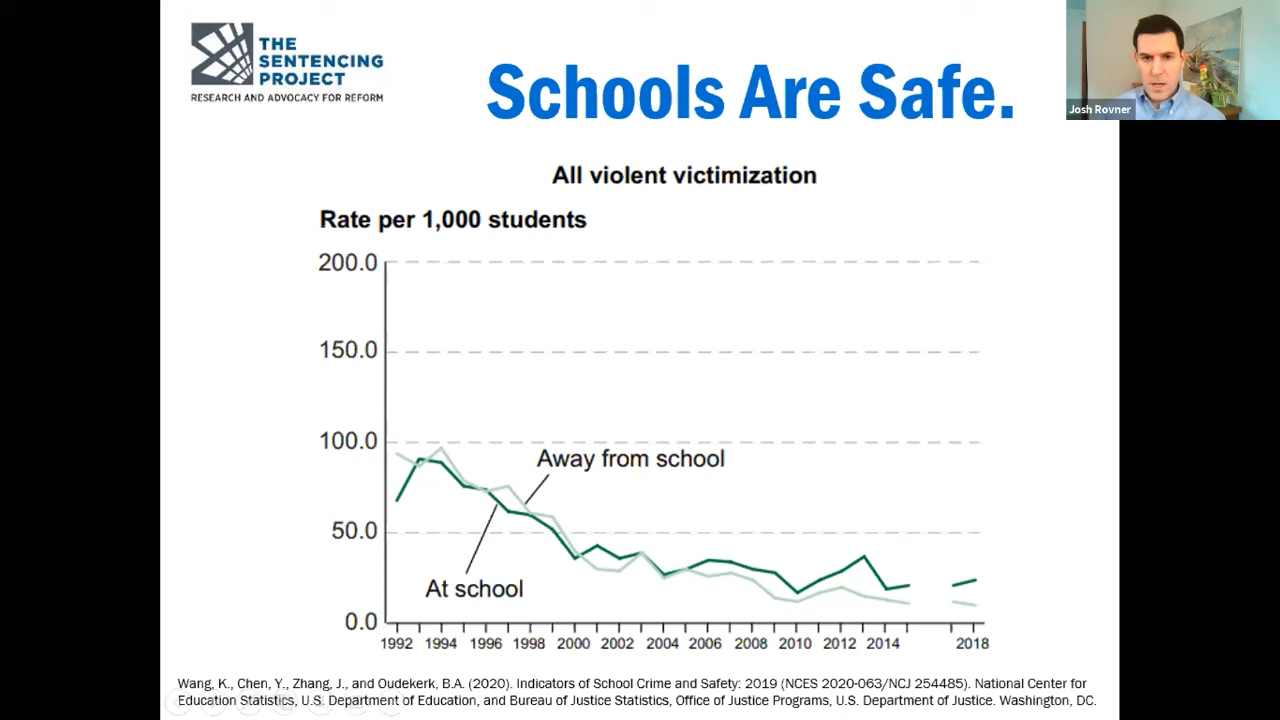 THE
SENTENCING
PROJECT
RESEARCH AND ADVOCACY FOR REFORM
Schools Are Safe.
Josh Rovner
All violent victimization
Rate per 1,000 students
200.0
150.0
100.0
Away from school
50.0
At school
0.0
1992 1994 1996 1998 2000 2002 2004 2006 2008 2010 2012 2014 2018
Wang, K., Chen, Y., Zhang, J., and Oudekerk, B.A. (2020). Indicators of School Crime and Safety: 2019 (NCES 2020-063/NCJ 254485). National Center for
Education Statistics, U.S. Department of Education, and Bureau of Justice Statistics, Office of Justice Programs, U.S. Department of Justice. Washington, DC.